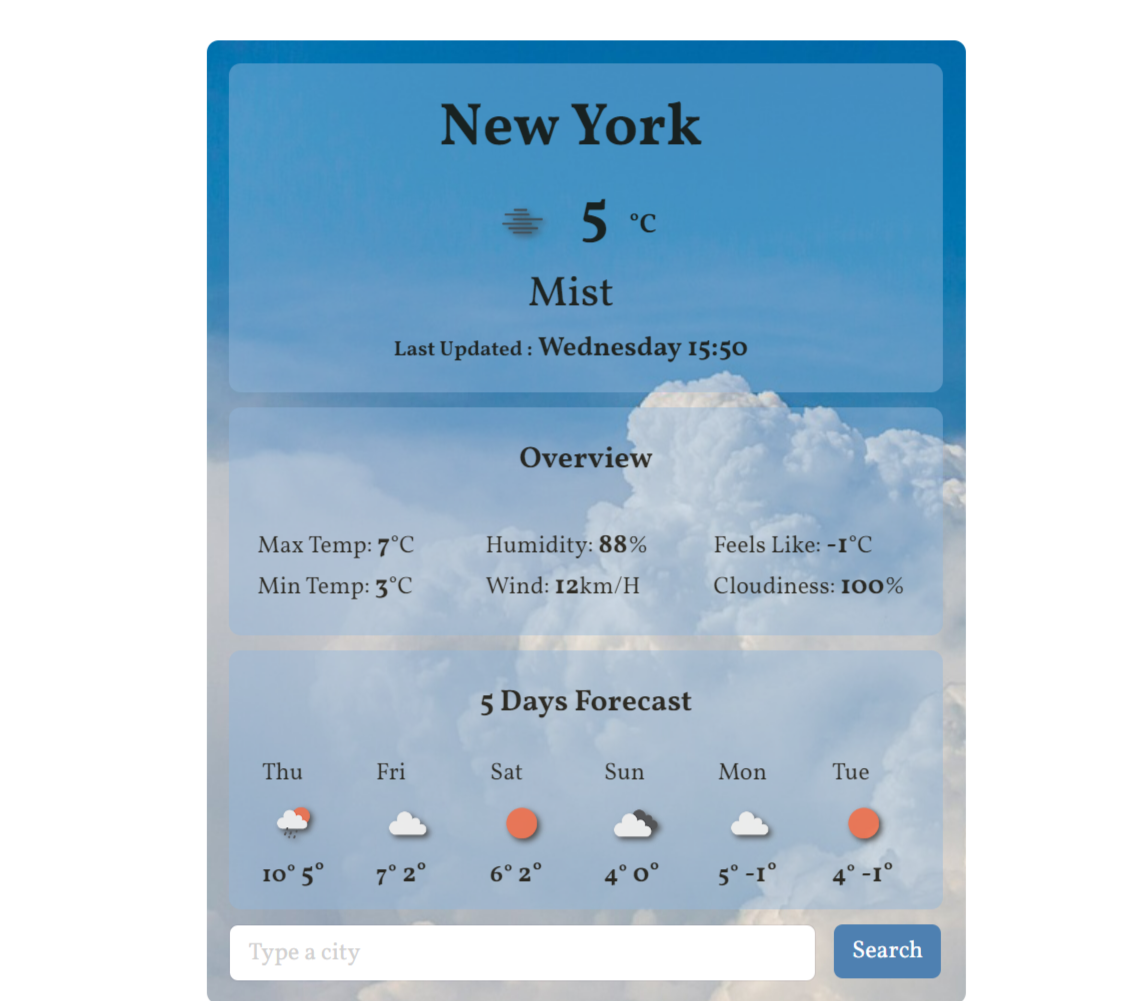 New York
5 °C
Mist
Last Updated : Wednesday 15:50
Overview
Max Temp: 7°C Humidity: 88% Feels Like: -1°C
Min Temp: 3°C Wind: 12km/H Cloudiness: 100%
5 Days Forecast
Thu Fri Sat Sun Mon Tue
10° 5° 7° 2° 6° 2° 4° 0° 5° -1° 4° -1°
Type a city Search